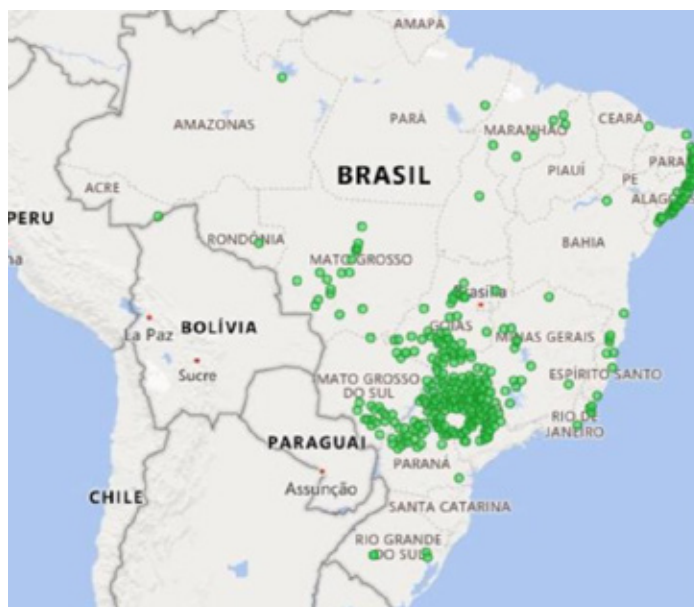 AMAPÁ
AMAZONAS
PARÁ
MARANHÃO
CEARÁ
PARA
PIAUÍ
PE
BRASIL
ACRE
ALAGO
PERU
RONDÔNIA
MATO GROSSO
BAHIA
Brasília
La Paz
BOLÍVIA
GOIÁS
MINAS GERAIS
Sucre
MATO GROSSO
DO SUL
ESPÍRITO SANTO
RIO DE
JANEIRO
PARAGUAI
PARANÁ
Assunção
CHILE
SANTA CATARINA
RIO GRANDE
DO SUL